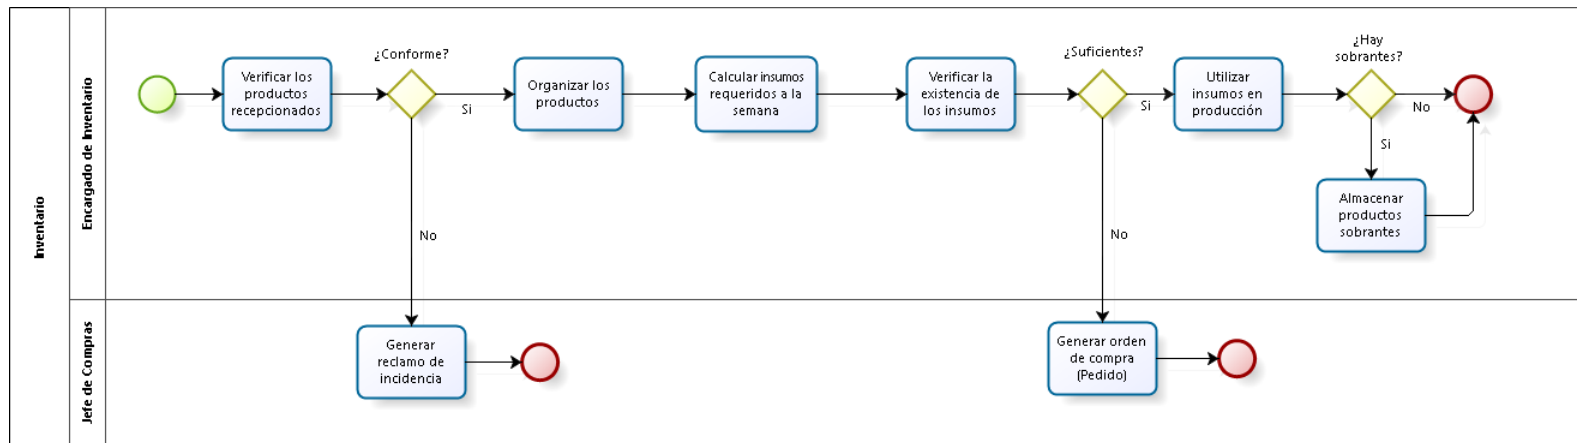 Inventario
Encargado de Inventario
Verificar los
productos
recepcionados
¿Conforme?
Si
No
Organizar los
productos
Calcular insumos
requeridos a la
semana
Verificar la
existencia de
los insumos
¿Suficientes?
Si
No
Utilizar
insumos en
producción
¿Hay
sobrantes?
No
Si
Almacenar
productos
sobrantes
Jefe de Compras
Generar
reclamo de
incidencia
Generar orden
de compra
(Pedido)